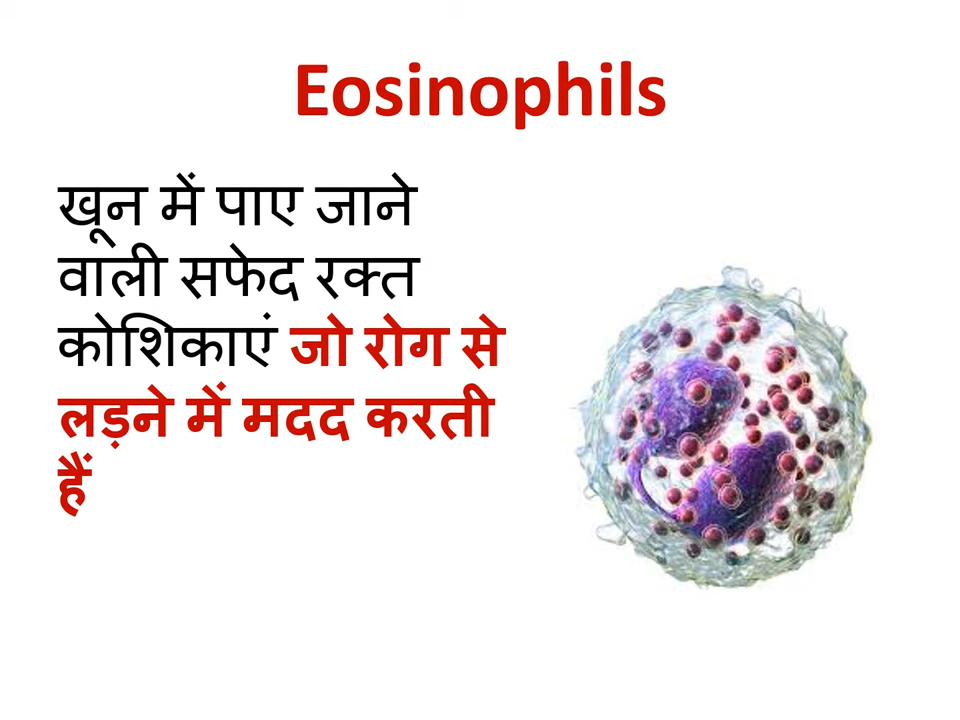 Eosinophils
खून में पाए जाने
वाली सफेद रक्त
कोशिकाएं जो रोग से
लड़ने में मदद करती
हैं